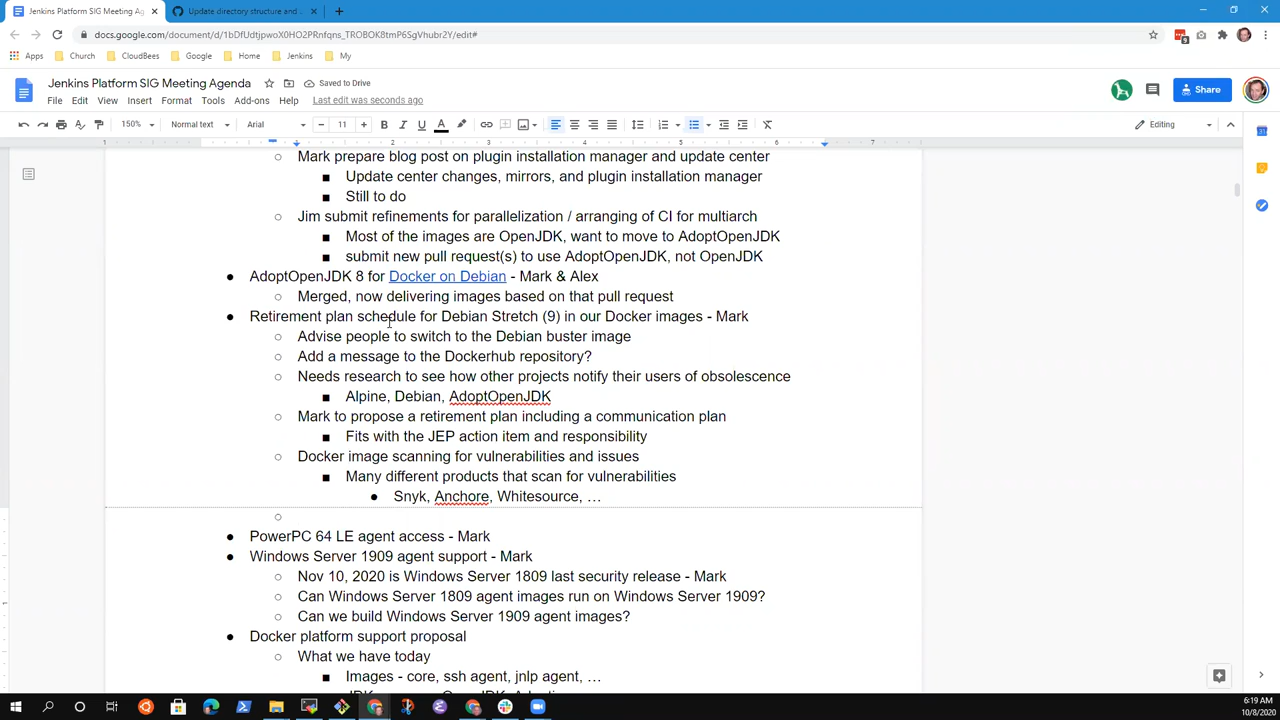 Jenkins Platform SIG Meeting Ag
Update directory structure and
docs.google.com/document/d/1bDfUdtjpwoX0HO2PRnfqns_TROBOK8tmP6SgVhubr2Y/edit#
Apps
Church
CloudBees
Google
Home
Jenkins
My
Jenkins Platform SIG Meeting Agenda
Saved to Drive
File Edit View Insert Format Tools Add-ons Help Last edit was seconds ago
Share
150% Normal text Arial 11 Editing
1 2 3 4 5 6 7
Mark prepare blog post on plugin installation manager and update center
Update center changes, mirrors, and plugin installation manager
Still to do
Jim submit refinements for parallelization / arranging of CI for multiarch
Most of the images are OpenJDK, want to move to AdoptOpenJDK
submit new pull request(s) to use AdoptOpenJDK, not OpenJDK
AdoptOpenJDK 8 for Docker on Debian - Mark & Alex
Merged, now delivering images based on that pull request
Retirement plan schedule for Debian Stretch (9) in our Docker images - Mark
Advise people to switch to the Debian buster image
Add a message to the Dockerhub repository?
Needs research to see how other projects notify their users of obsolescence
Alpine, Debian, AdoptOpenJDK
Mark to propose a retirement plan including a communication plan
Fits with the JEP action item and responsibility
Docker image scanning for vulnerabilities and issues
Many different products that scan for vulnerabilities
Snyk, Anchore, Whitesource, …
PowerPC 64 LE agent access - Mark
Windows Server 1909 agent support - Mark
Nov 10, 2020 is Windows Server 1809 last security release - Mark
Can Windows Server 1809 agent images run on Windows Server 1909?
Can we build Windows Server 1909 agent images?
Docker platform support proposal
What we have today
Images - core, ssh agent, jnlp agent, …
6:19 AM
10/8/2020